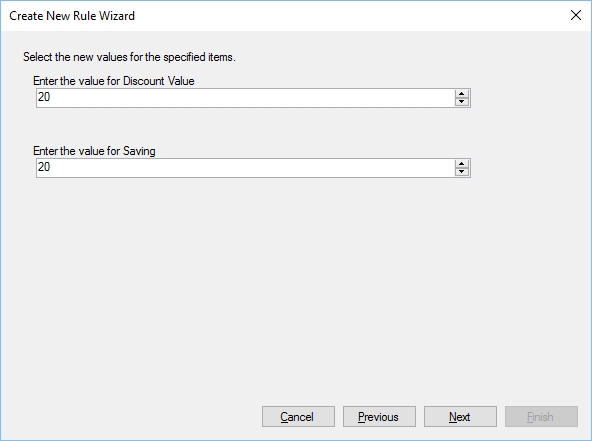 Create New Rule Wizard
Select the new values for the specified items.
Enter the value for Discount Value
20
Enter the value for Saving
20
Cancel Previous Next Finish